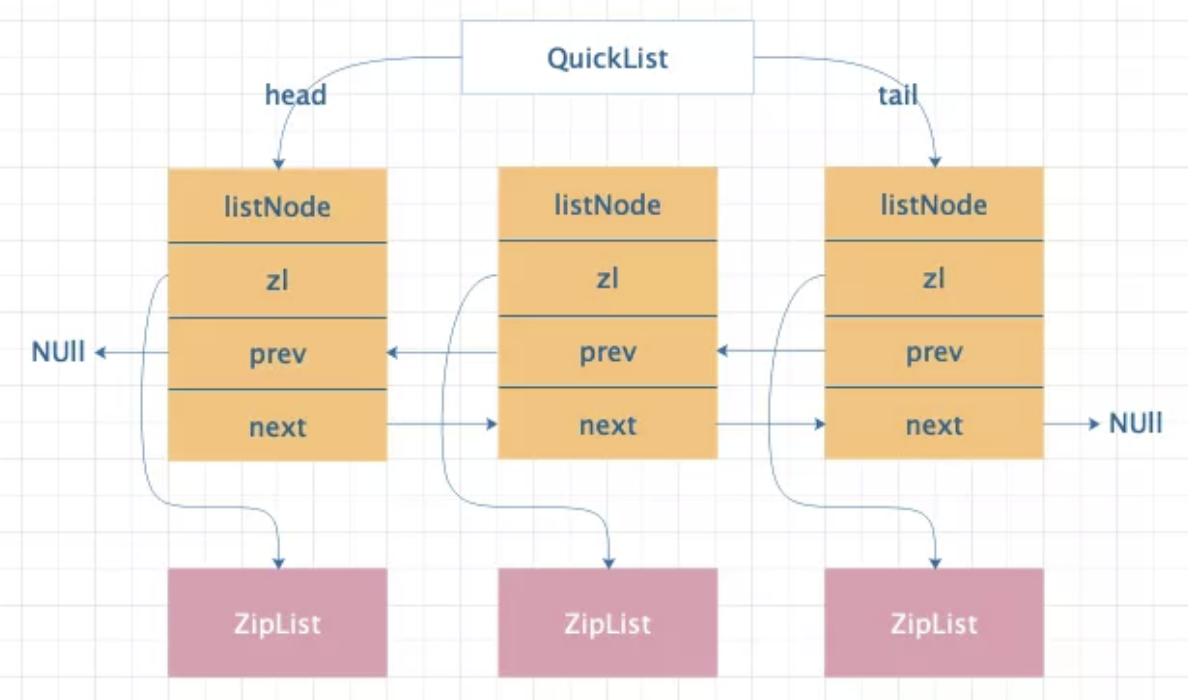 QuickList
head
tail
listNode
listNode
listNode
zl
zl
zl
NUll
prev
prev
prev
next
next
next
NUll
ZipList
ZipList
ZipList